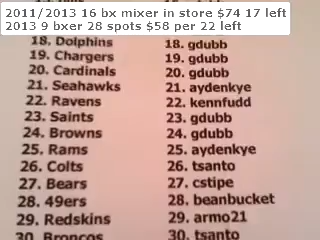 2011/2013 16 bx mixer in store $74 17 left
2013 9 bxer 28 spots $58 per 22 left
18. Dolphins 18. gdubb
19. Chargers 19. gdubb
20. Cardinals 20. gdubb
21. Seahawks 21. aydenkye
22. Ravens 22. kennfudd
23. Saints 23. gdubb
24. Browns 24. gdubb
25. Rams 25. aydenkye
26. Colts 26. tsanto
27. Bears 27. cstipe
28. 49ers 28. beanbucket
29. Redskins 29. armo21
30. Broncos 30. tsanto